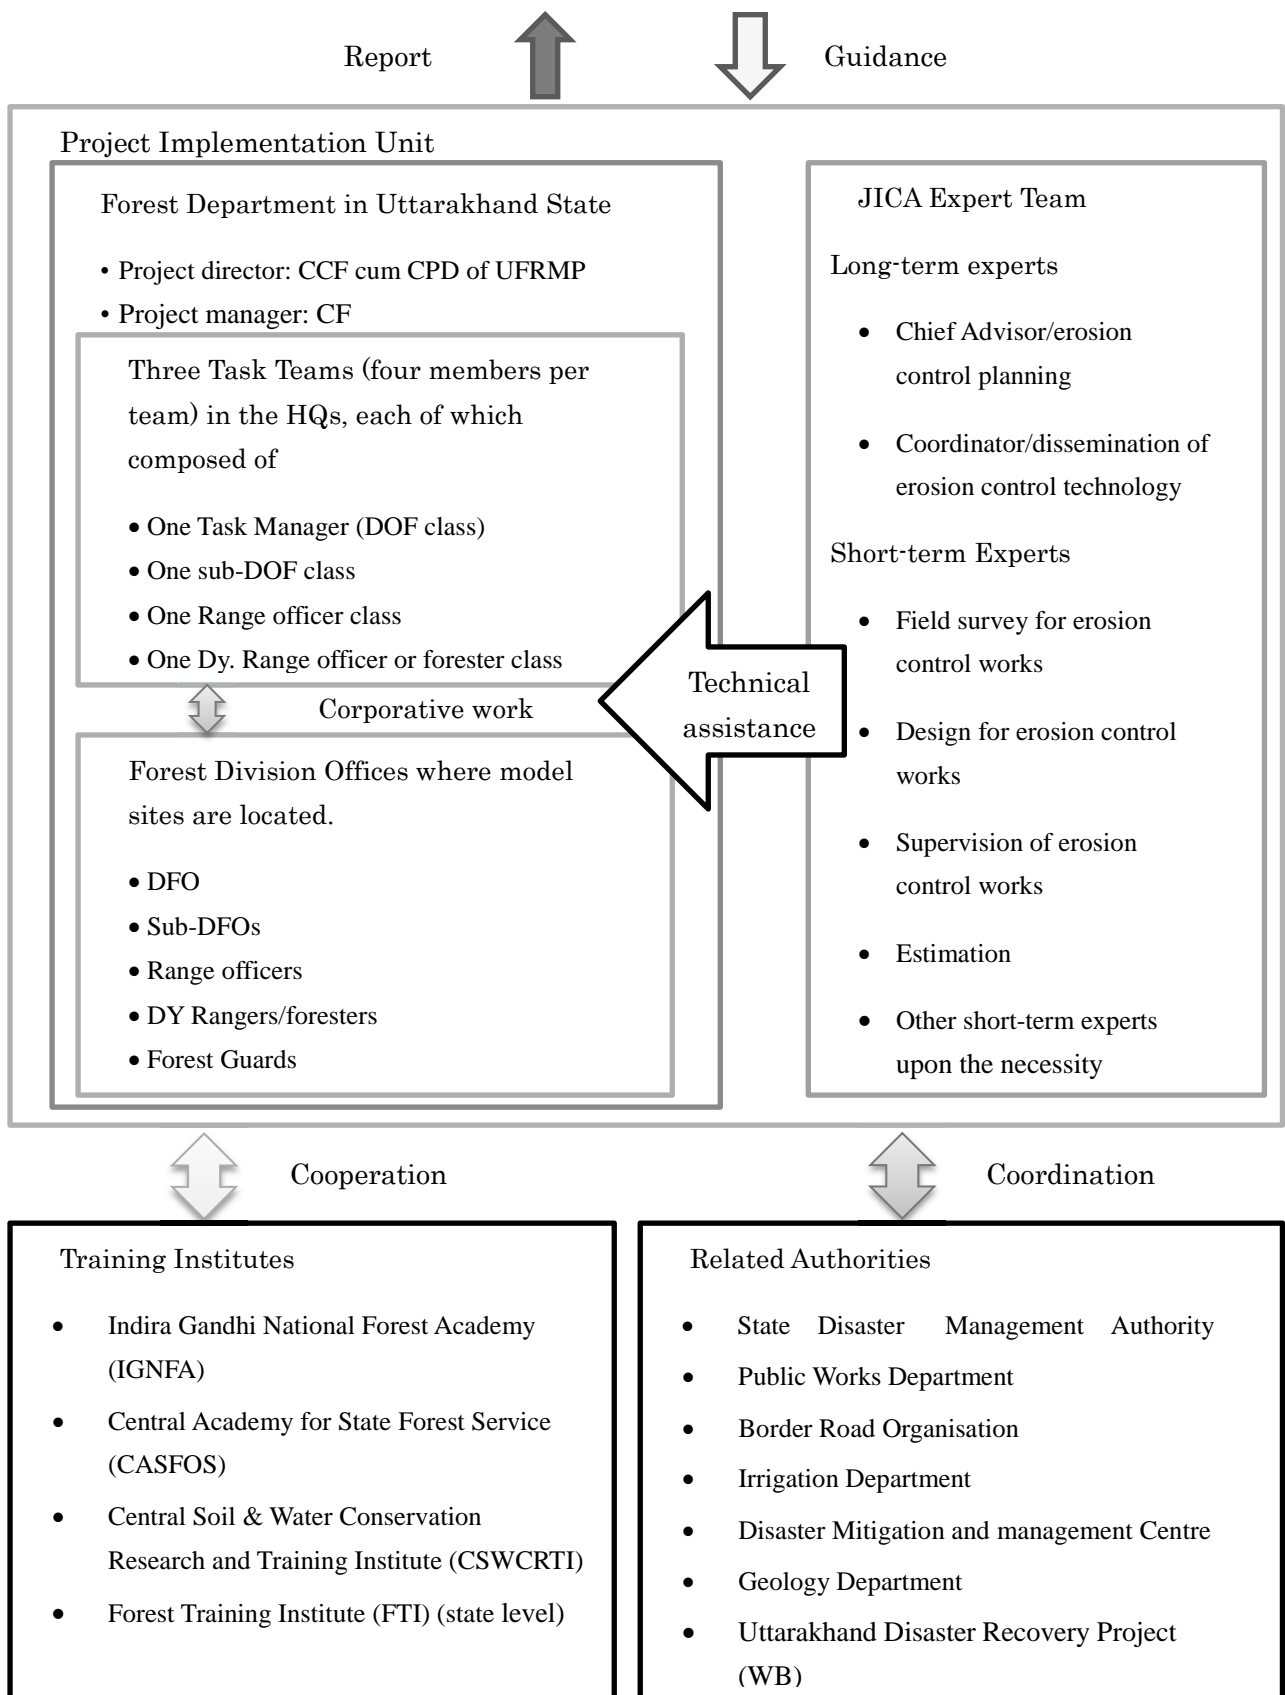 Report
Guidance
Project Implementation Unit
Forest Department in Uttarakhand State
• Project director: CCF cum CPD of UFRMP
• Project manager: CF
Three Task Teams (four members per
team) in the HQs, each of which
composed of
• One Task Manager (DOF class)
• One sub-DOF class
• One Range officer class
• One Dy. Range officer or forester class
Corporative work
Forest Division Offices where model
sites are located.
• DFO
• Sub-DFOs
• Range officers
• DY Rangers/foresters
• Forest Guards
Technical
assistance
JICA Expert Team
Long-term experts
• Chief Advisor/erosion
control planning
• Coordinator/dissemination of
erosion control technology
Short-term Experts
• Field survey for erosion
control works
• Design for erosion control
works
• Supervision of erosion
control works
• Estimation
• Other short-term experts
upon the necessity
Cooperation
Coordination
Training Institutes
• Indira Gandhi National Forest Academy
(IGNFA)
• Central Academy for State Forest Service
(CASFOS)
• Central Soil & Water Conservation
Research and Training Institute (CSWCRTI)
• Forest Training Institute (FTI) (state level)
Related Authorities
• State Disaster Management Authority
• Public Works Department
• Border Road Organisation
• Irrigation Department
• Disaster Mitigation and management Centre
• Geology Department
• Uttarakhand Disaster Recovery Project
(WB)